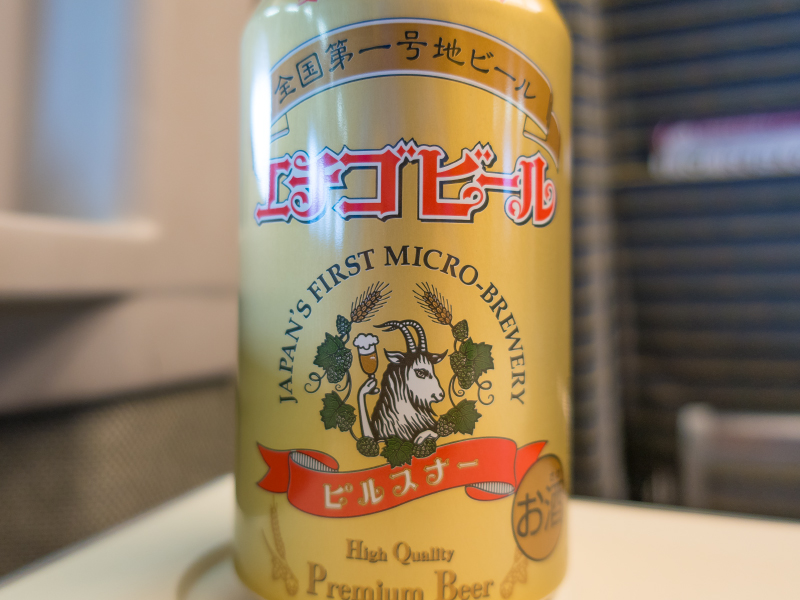 全国第一号地ビール
エチゴビール
JAPAN'S FIRST MICRO-BREWERY
ピルスナー
お酒
High Quality
Premium Beer